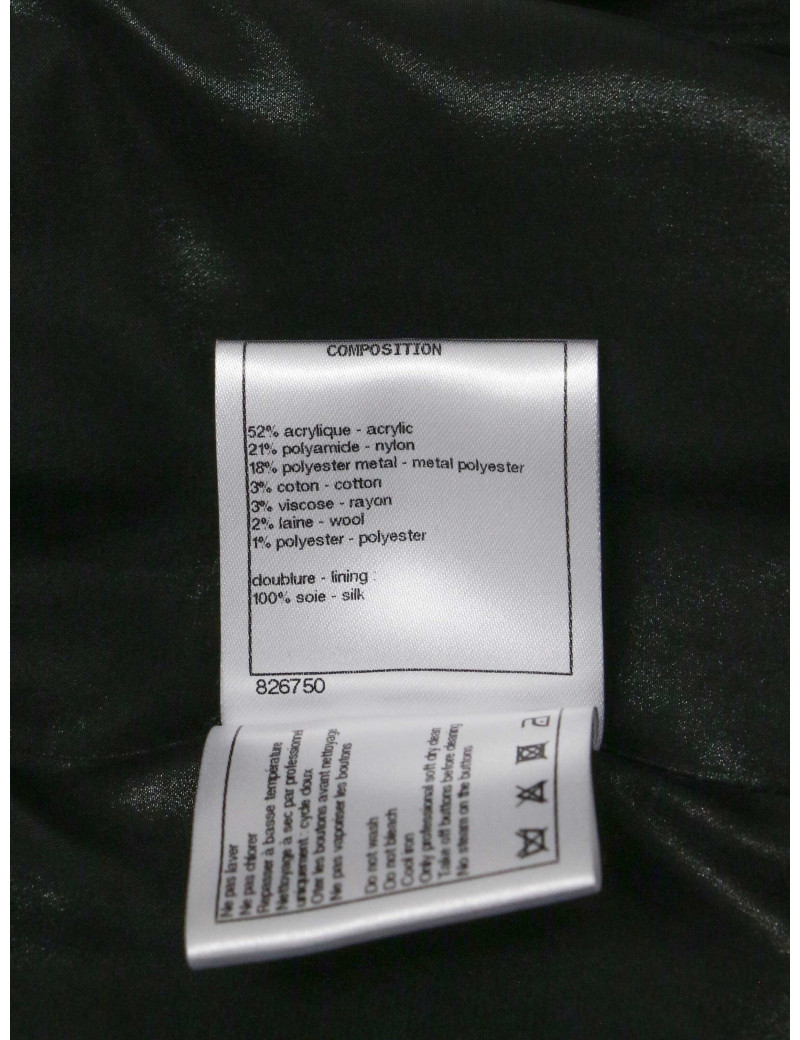 COMPOSITION
52% acrylique - acrylic
21% polyamide - nylon
18% polyester metal - metal polyester
3% coton - cotton
3% viscose - rayon
2% laine - wool
1% polyester - polyester
doublure - lining :
100% soie - silk
826750
Ne pas laver
Ne pas chlorer
Repasser à basse température
Nettoyage à sec par professionnel
uniquement : cycle doux
Oter les boutons avant nettoyage
Ne pas vaporiser les boutons
Do not wash
Do not bleach
Cool iron
Only professional soft dry clean
Take off buttons before cleaning
No steam on the buttons